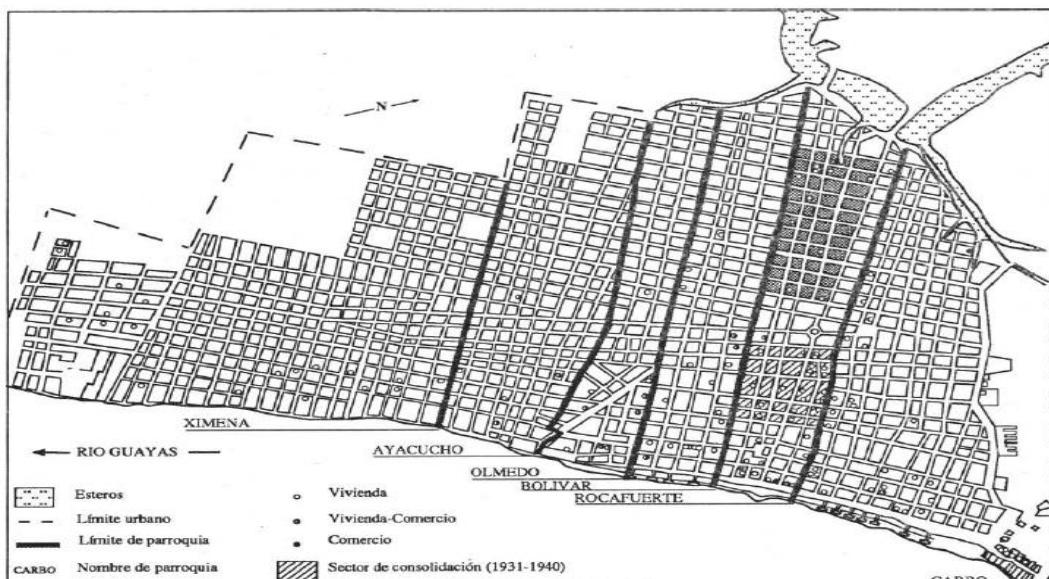 N
XIMENA
AYACUCHO
OLMEDO
BOLIVAR
ROCAFUERTE
CARBO
RIO GUAYAS
Esteros
Límite urbano
Límite de parroquia
CARBO Nombre de parroquia
Vivienda
Vivienda-Comercio
Comercio
Sector de consolidación (1931-1940)